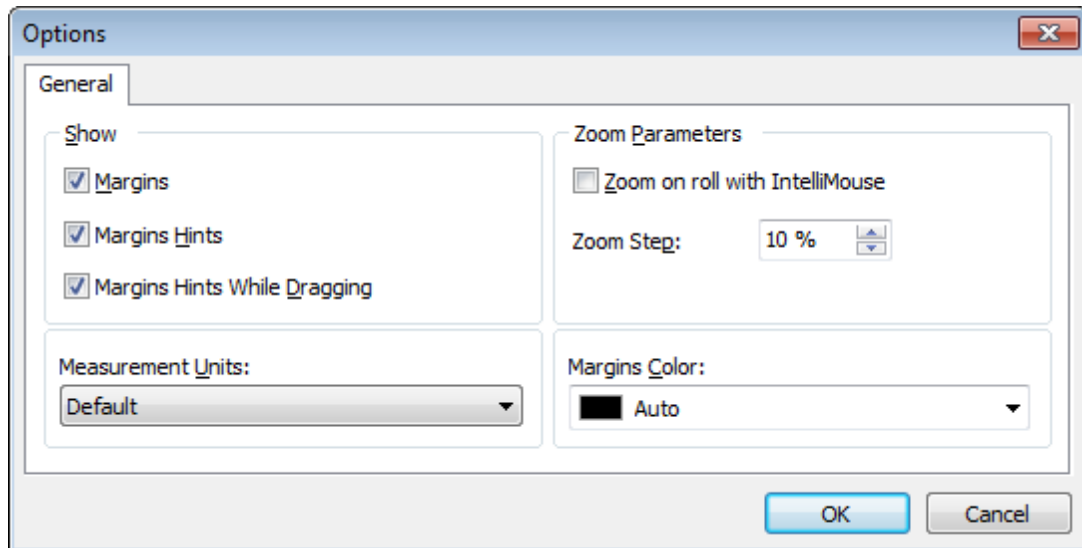 Options
General
Show
Margins
Margins Hints
Margins Hints While Dragging
Zoom Parameters
Zoom on roll with IntelliMouse
Zoom Step:
10 %
Measurement Units:
Default
Margins Color:
Auto
OK
Cancel